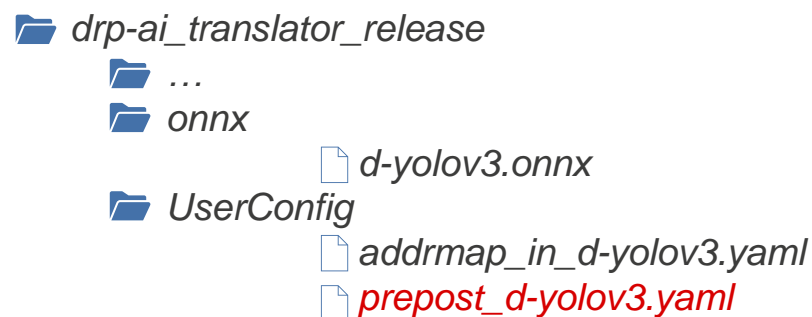 drp-ai_translator_release
…
onnx
d-yolov3.onnx
UserConfig
addrmap_in_d-yolov3.yaml
prepost_d-yolov3.yaml